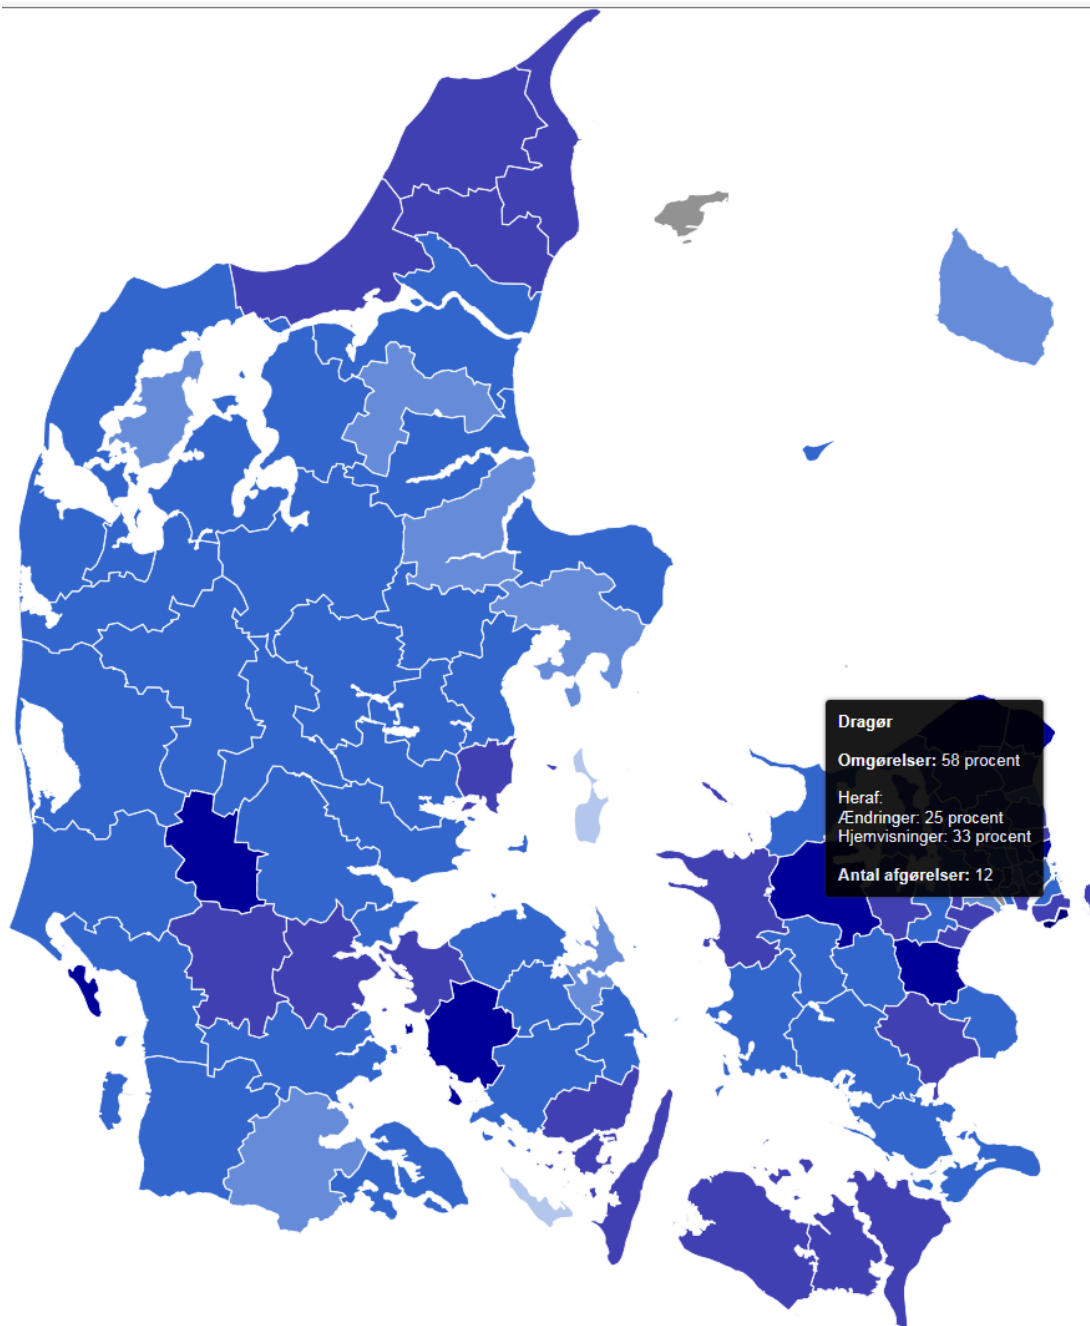 Dragør
Omgørelser: 58 procent
Heraf:
Ændringer: 25 procent
Hjemvisninger: 33 procent
Antal afgørelser: 12